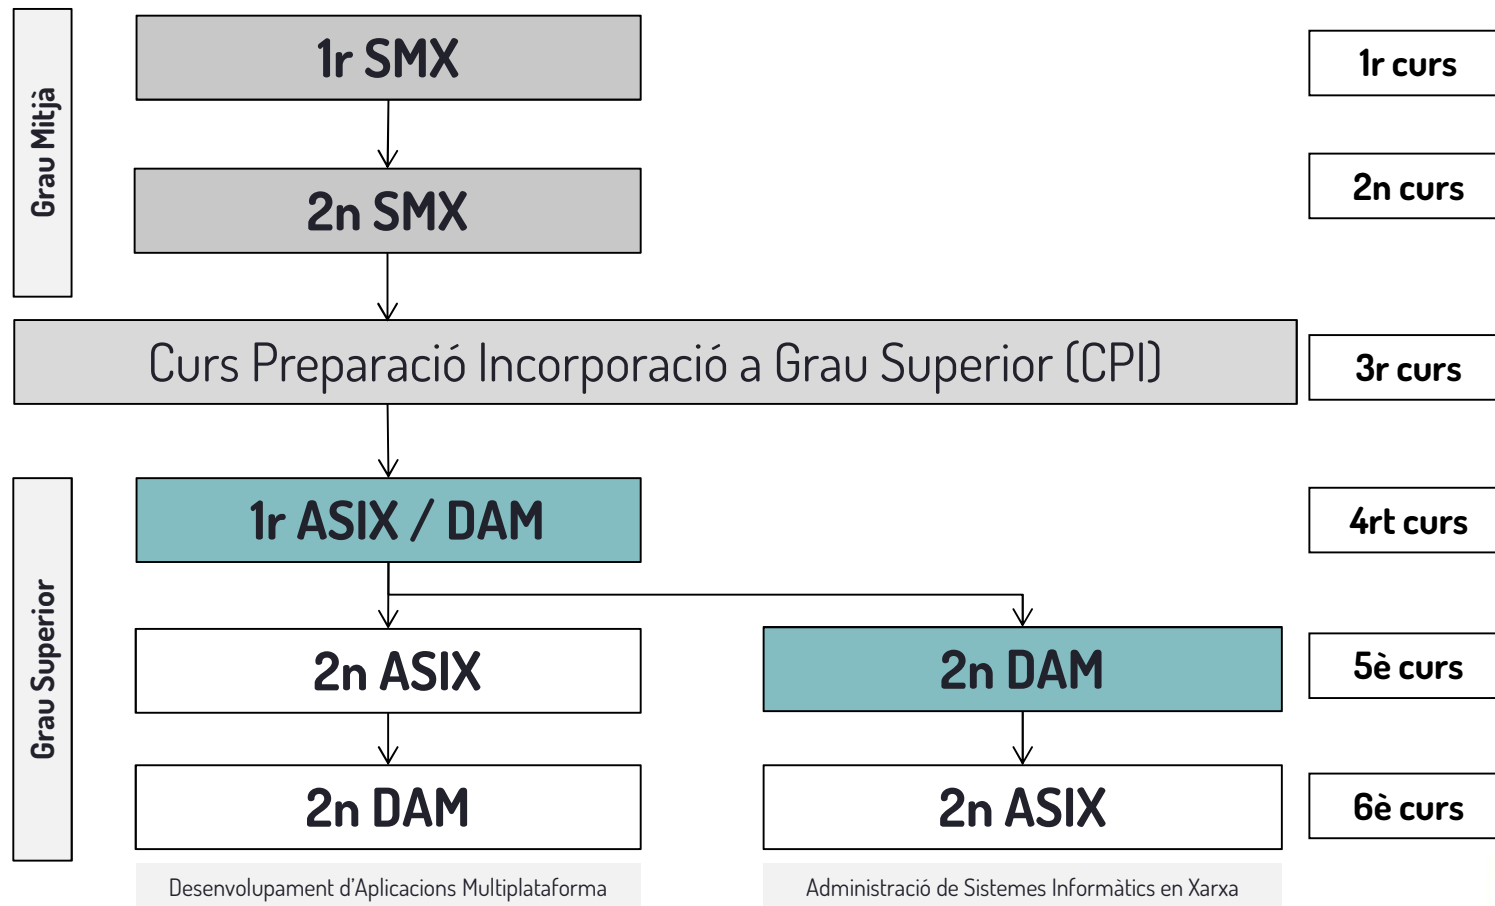 Grau Mitjà
1r SMX
1r curs
2n SMX
2n curs
Curs Preparació Incorporació a Grau Superior (CPI)
3r curs
Grau Superior
1r ASIX / DAM
4rt curs
2n ASIX
2n DAM
5è curs
2n DAM
2n ASIX
6è curs
Desenvolupament d'Aplicacions Multiplataforma
Administració de Sistemes Informàtics en Xarxa